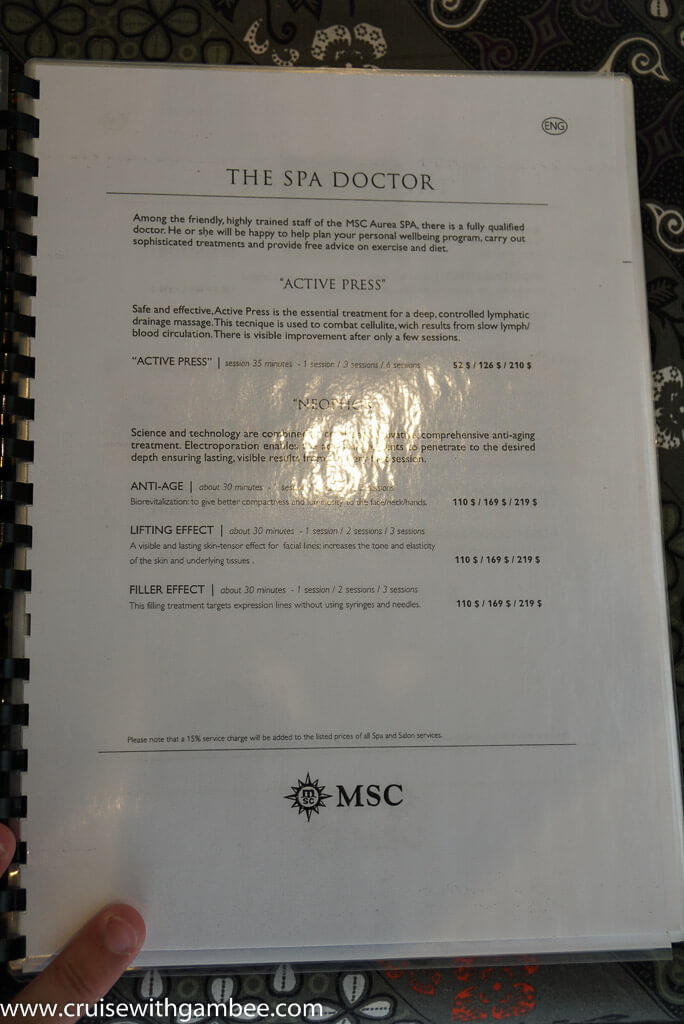 ENG
THE SPA DOCTOR
Among the friendly, highly trained staff of the MSC Aurea SPA, there is a fully qualified
doctor. He or she will be happy to help plan your personal wellbeing program, carry out
sophisticated treatments and provide free advice on exercise and diet.
"ACTIVE PRESS"
Safe and effective, Active Press is the essential treatment for a deep, controlled lymphatic
drainage massage. This tecnique is used to combat cellulite, wich results from slow lymph/
blood circulation. There is visible improvement after only a few sessions.
"ACTIVE PRESS" | session 35 minutes - 1 session / 3 sessions / 6 sessions 52 $ / 126 $ / 210 $
Science and technology are comprehensive anti-aging
treatment. Electroporation to penetrate to the desired
depth ensuring lasting, visible results session.
ANTI-AGE | about 30 minutes - sessions
Biorevitalization: to give better compactness and luminosity to the face/neck/hands. 110 $ / 169 $ / 219 $
LIFTING EFFECT | about 30 minutes - 1 session / 2 sessions / 3 sessions
A visible and lasting skin-tensor effect for facial lines: increases the tone and elasticity
of the skin and underlying tissues . 110 $ / 169 $ / 219 $
FILLER EFFECT | about 30 minutes - 1 session / 2 sessions / 3 sessions
This filling treatment targets expression lines without using syringes and needles. 110 $ / 169 $ / 219 $
Please note that a 15% service charge will be added to the listed prices of all Spa and Salon services.
m
sc MSC
www.cruisewithgambee.com